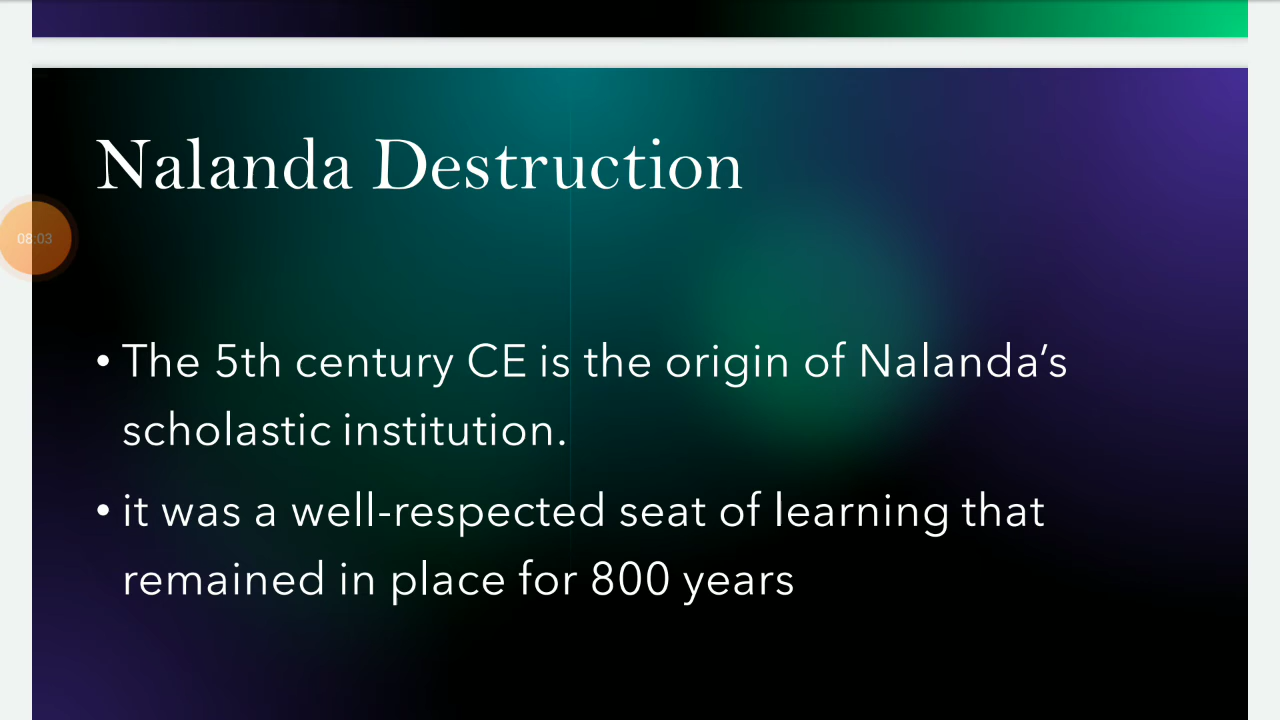 Nalanda Destruction
08:03
• The 5th century CE is the origin of Nalanda’s
scholastic institution.
• it was a well-respected seat of learning that
remained in place for 800 years